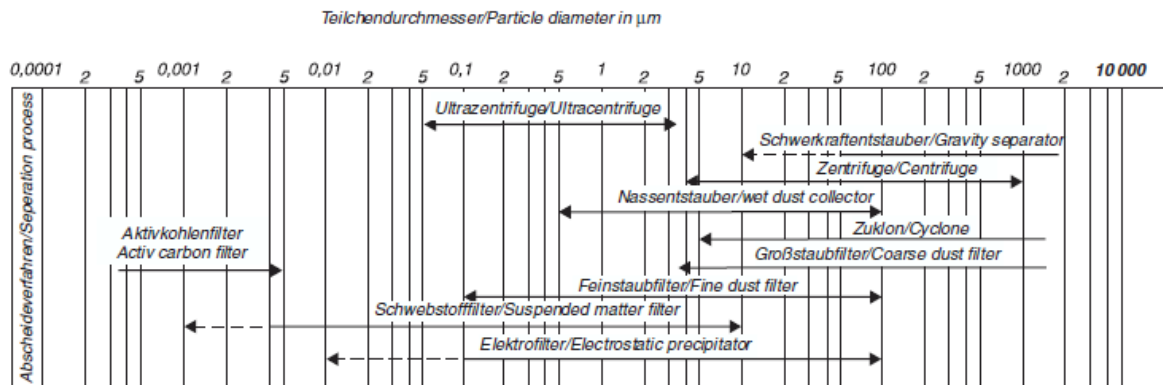 Teilchendurchmesser/Particle diameter in µm
0,0001 2 5 0,001 2 5 0,01 2 5 0,1 2 5 1 2 5 10 2 5 100 2 5 1000 2 10 000
Abscheideverfahren/Seperation process
Ultrazentrifuge/Ultracentrifuge
Schwerkraftentstauber/Gravity separator
Zentrifuge/Centrifuge
Nassentstauber/wet dust collector
Aktivkohlenfilter
Activ carbon filter
Zuklon/Cyclone
Großstaubfilter/Coarse dust filter
Feinstaubfilter/Fine dust filter
Schwebstofffilter/Suspended matter filter
Elektrofilter/Electrostatic precipitator